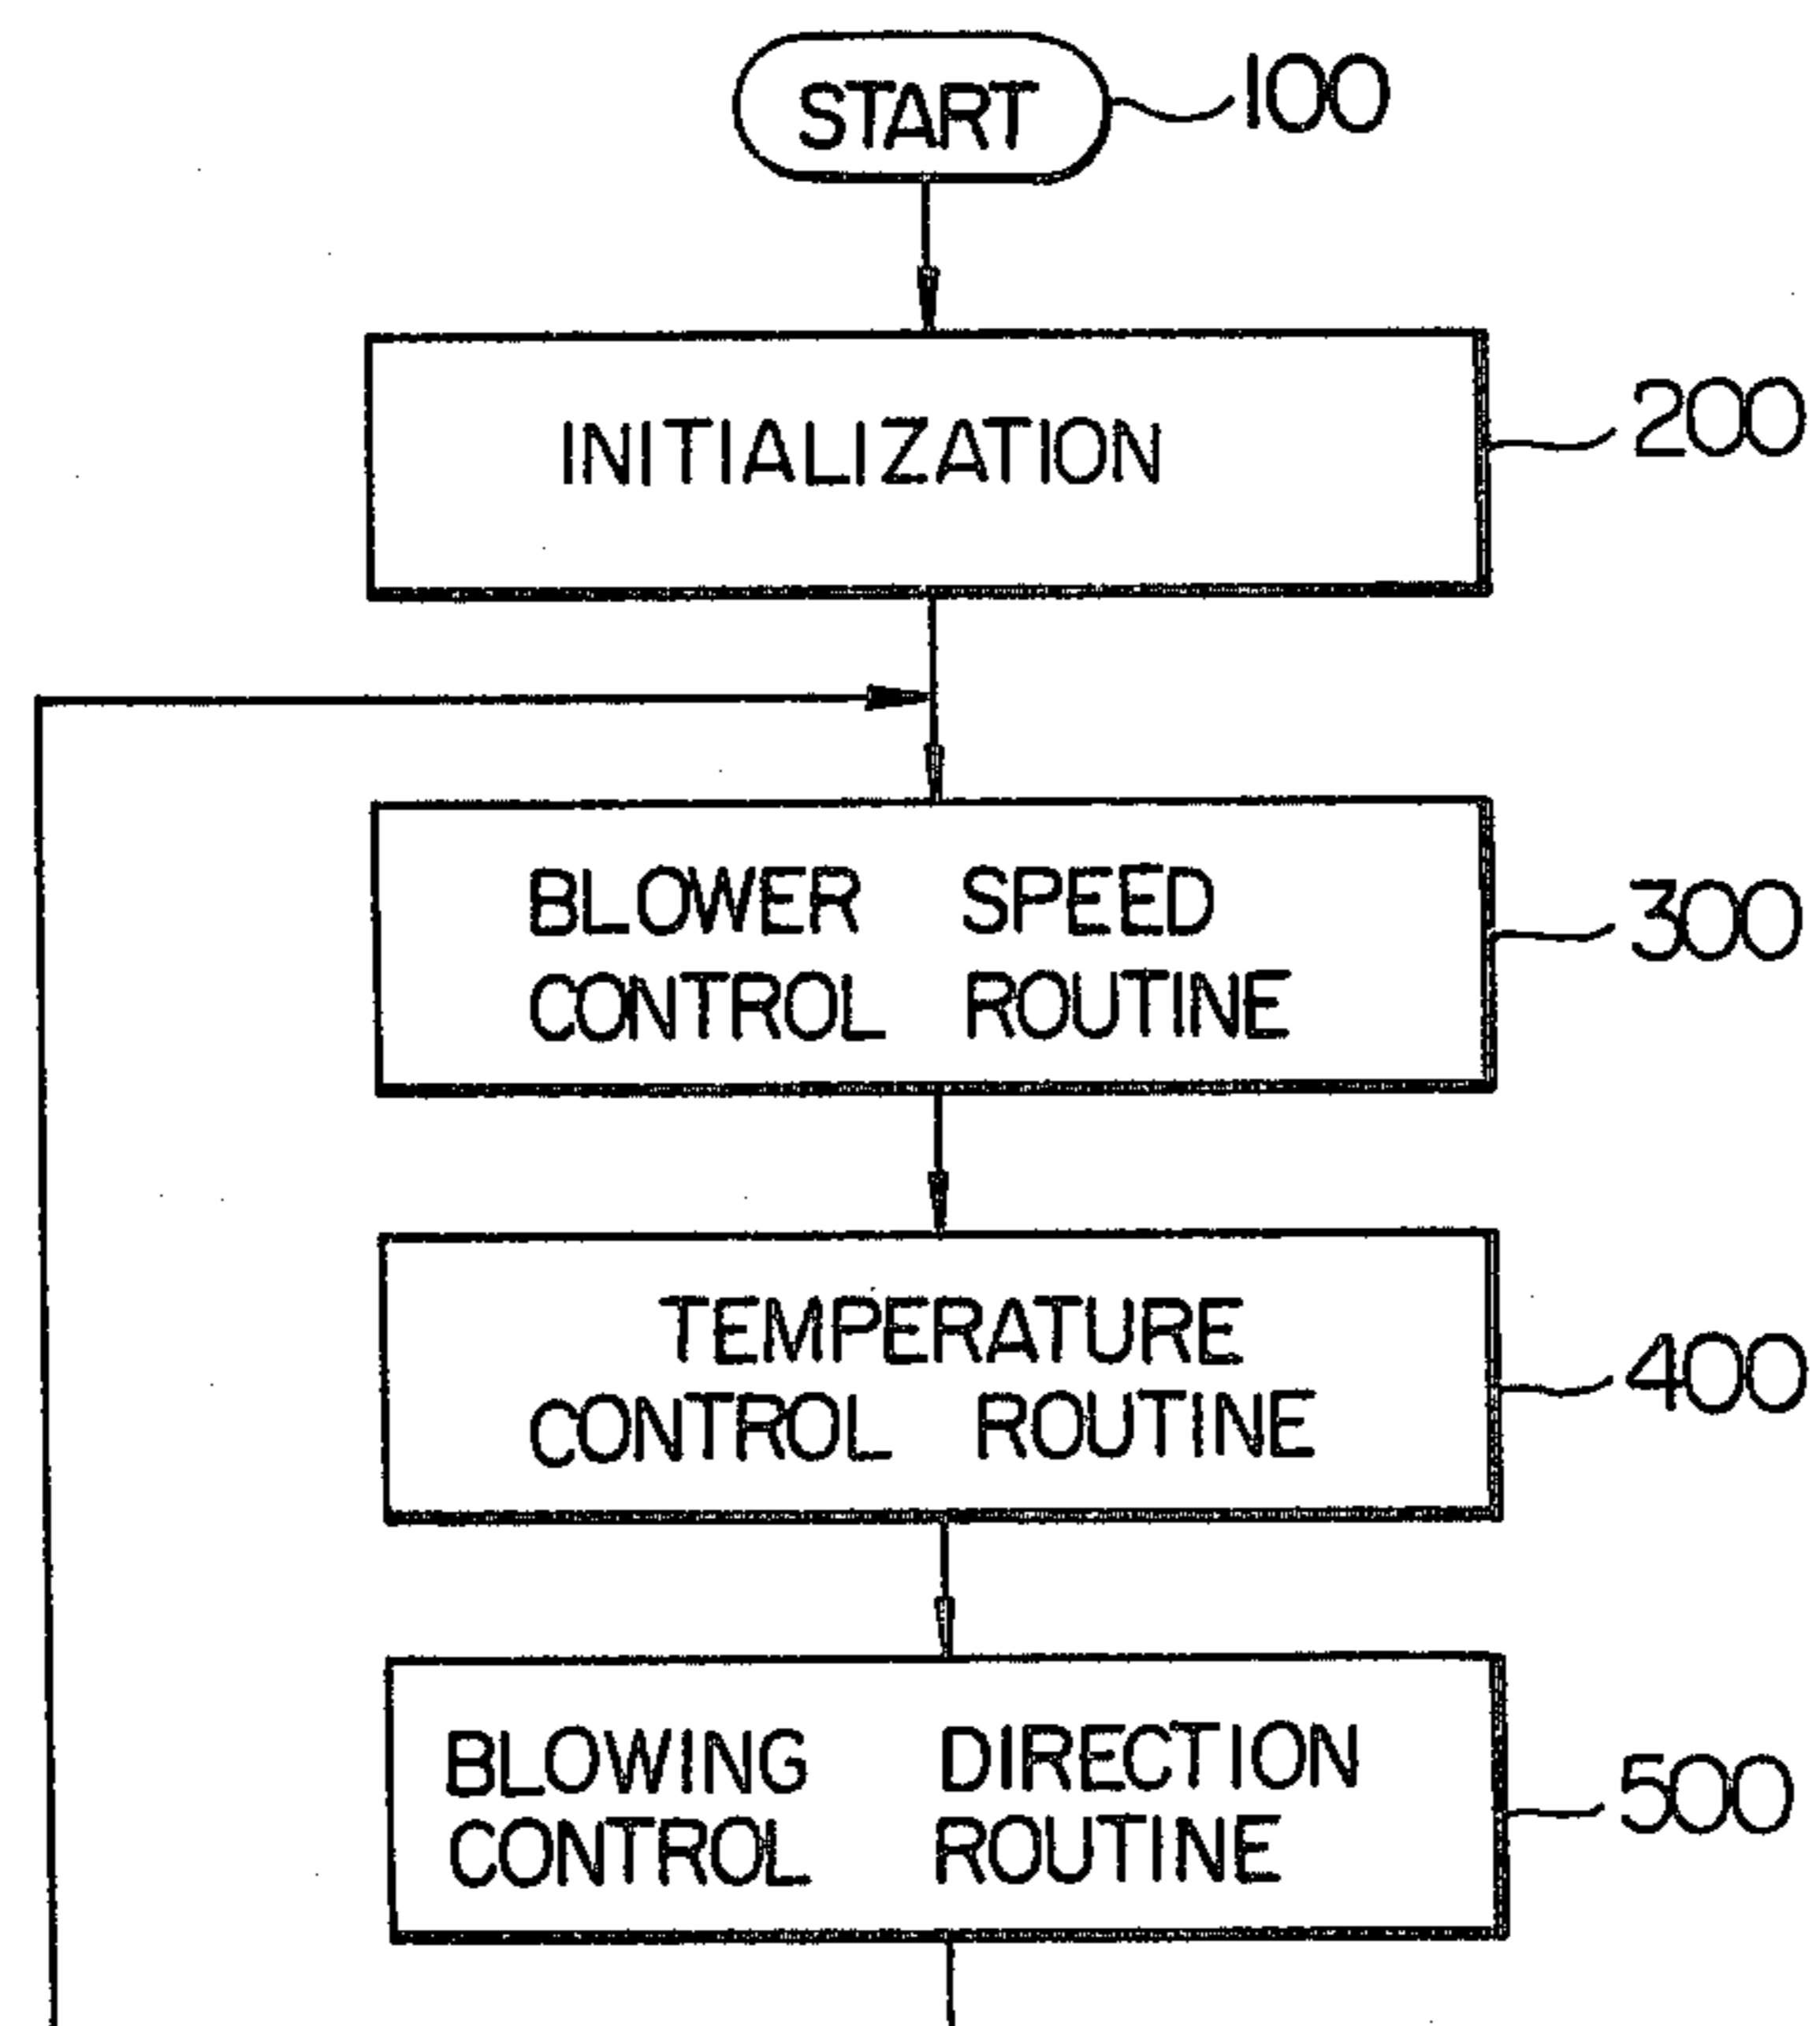 START
100
INITIALIZATION
200
BLOWER SPEED
CONTROL ROUTINE
300
TEMPERATURE
CONTROL ROUTINE
400
BLOWING DIRECTION
CONTROL ROUTINE
500